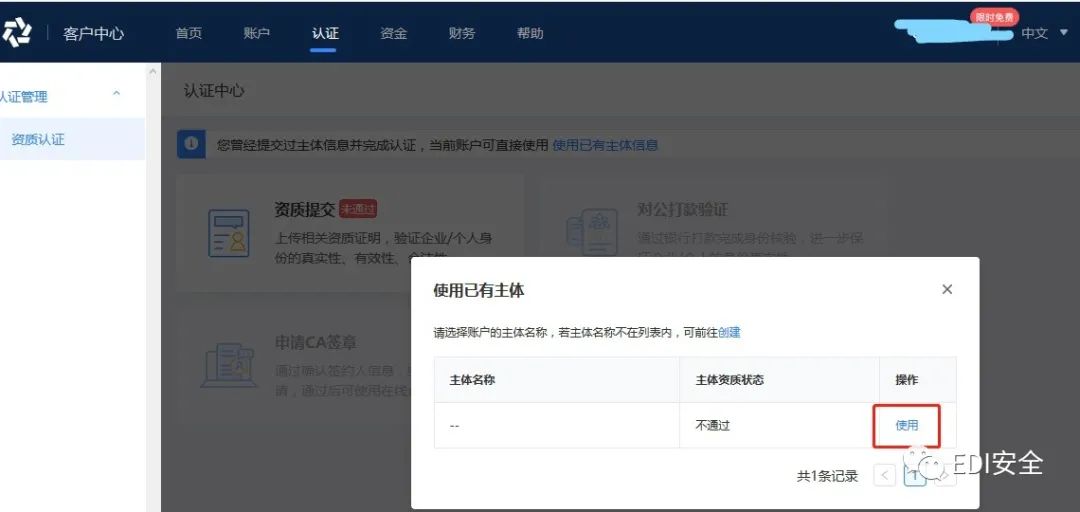 客户中心 首页 账户 认证 资金 财务 帮助 限时免费 中文
认证管理
资质认证
认证中心
您曾经提交过主体信息并完成认证，当前账户可直接使用 使用已有主体信息
资质提交 未通过
上传相关资质证明，验证企业/个人身
份的真实性、有效性、合法性
对公打款验证
通过银行打款完成身份核验，进一步保
申请CA签章
通过确认签约人信息
请，通过后可使用在线
使用已有主体
请选择账户的主体名称，若主体名称不在列表内，可前往创建
主体名称 主体资质状态 操作
-- 不通过 使用
共1条记录 < 1 >
EDI安全